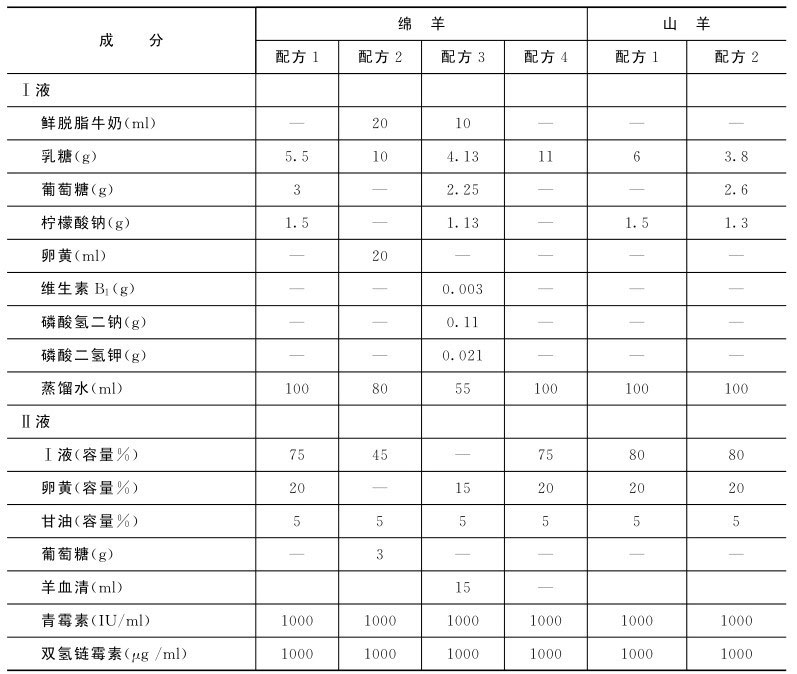 成 分 绵 羊 山 羊
配方1 配方2 配方3 配方4 配方1 配方2
Ⅰ液
鲜脱脂牛奶(ml) — 20 10 — — —
乳糖(g) 5.5 10 4.13 11 6 3.8
葡萄糖(g) 3 — 2.25 — — 2.6
柠檬酸钠(g) 1.5 — 1.13 — 1.5 1.3
卵黄(ml) — 20 — — — —
维生素B₁(g) — — 0.003 — — —
磷酸氢二钠(g) — — 0.11 — — —
磷酸二氢钾(g) — — 0.021 — — —
蒸馏水(ml) 100 80 55 100 100 100
Ⅱ液
Ⅰ液(容量%) 75 45 — 75 80 80
卵黄(容量%) 20 — 15 20 20 20
甘油(容量%) 5 5 5 5 5 5
葡萄糖(g) — 3 — — — —
羊血清(ml) 15 —
青霉素(IU/ml) 1000 1000 1000 1000 1000 1000
双氢链霉素(μg /ml) 1000 1000 1000 1000 1000 1000